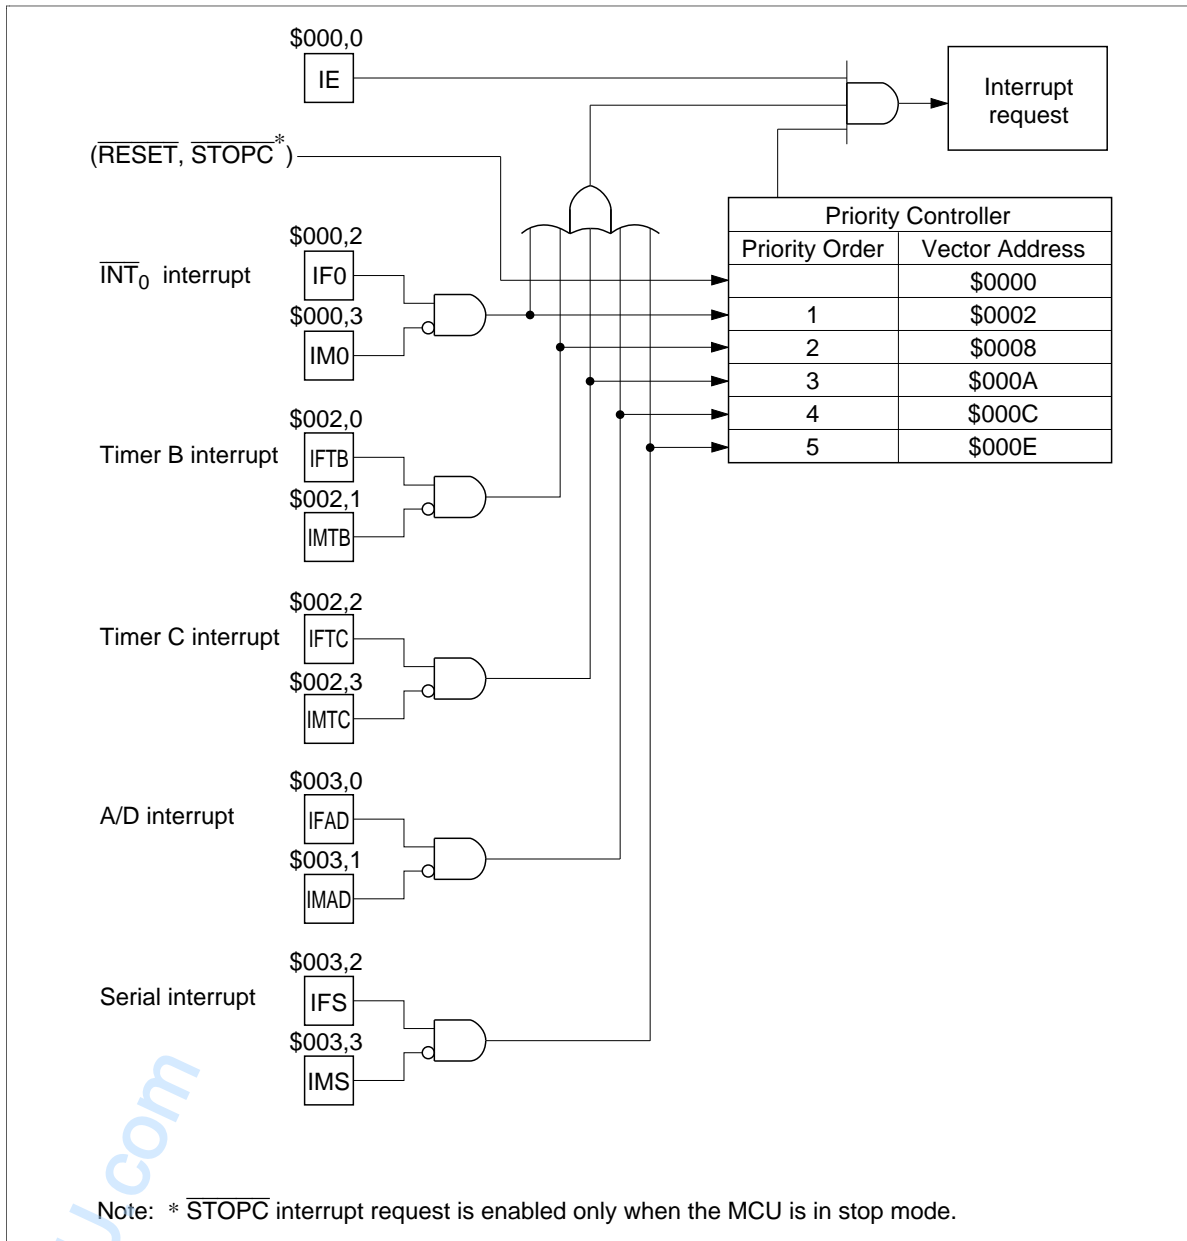 $000,0
IE
Interrupt
request
(RESET, STOPC*)
Priority Controller
Priority Order Vector Address
$0000
1 $0002
2 $0008
3 $000A
4 $000C
5 $000E
$000,2
INT0 interrupt
IF0
$000,3
IM0
$002,0
Timer B interrupt
IFTB
$002,1
IMTB
$002,2
Timer C interrupt
IFTC
$002,3
IMTC
$003,0
A/D interrupt
IFAD
$003,1
IMAD
$003,2
Serial interrupt
IFS
$003,3
IMS
Note: * STOPC interrupt request is enabled only when the MCU is in stop mode.